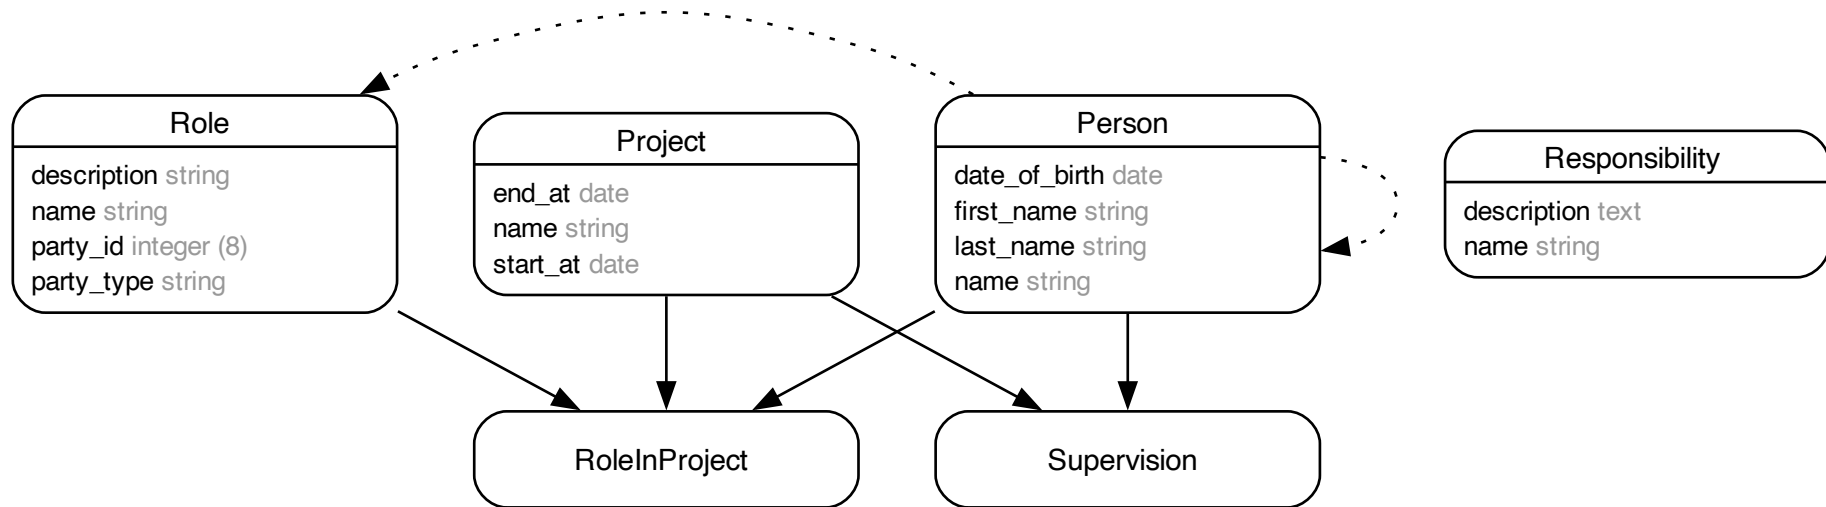 Role
description string
name string
party_id integer (8)
party_type string
Project
end_at date
name string
start_at date
Person
date_of_birth date
first_name string
last_name string
name string
Responsibility
description text
name string
RoleInProject
Supervision